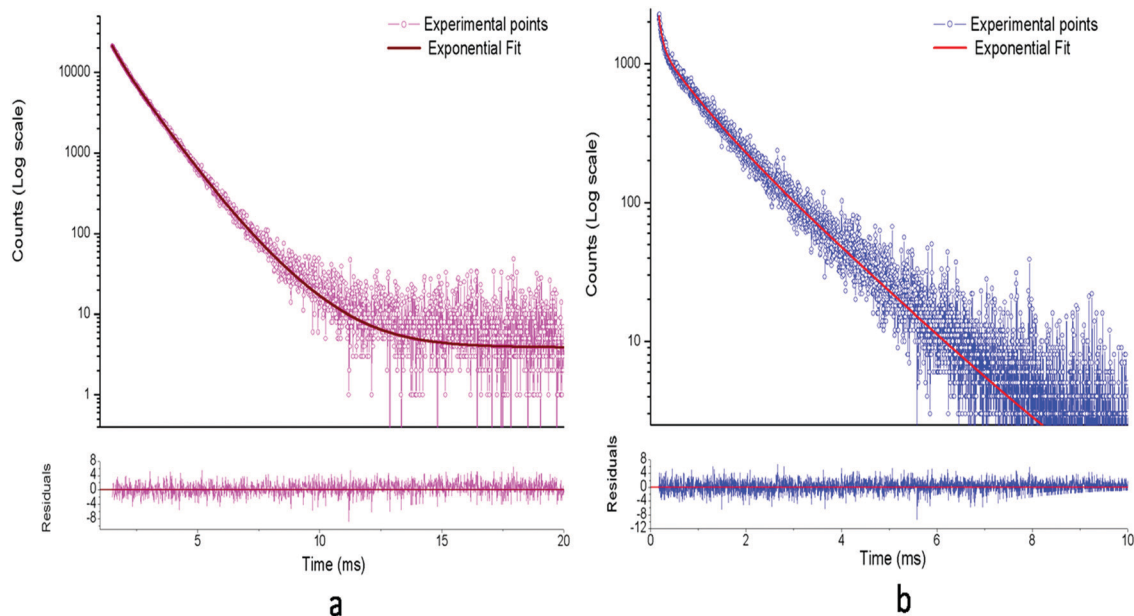 Experimental points
Exponential Fit
Counts (Log scale)
10000
1000
100
10
1
Residuals
8
4
0
-4
-8
5
10
15
20
Time (ms)
a
Experimental points
Exponential Fit
Counts (Log scale)
1000
100
10
Residuals
8
4
0
-4
-8
-12
0
2
4
6
8
10
Time (ms)
b